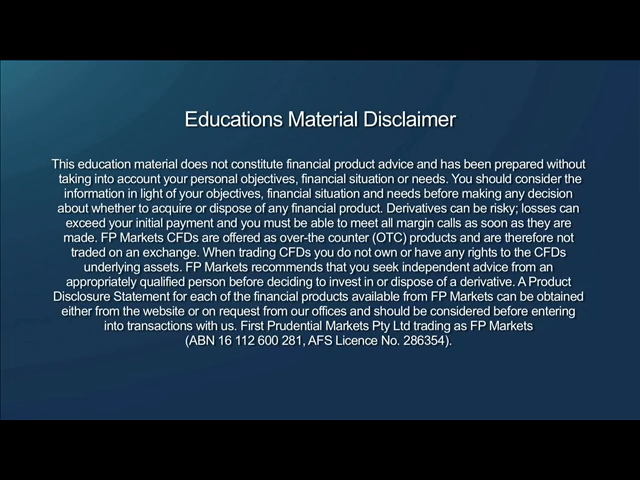 Educations Material Disclaimer
This education material does not constitute financial product advice and has been prepared without
taking into account your personal objectives, financial situation or needs. You should consider the
information in light of your objectives, financial situation and needs before making any decision
about whether to acquire or dispose of any financial product. Derivatives can be risky; losses can
exceed your initial payment and you must be able to meet all margin calls as soon as they are
made. FP Markets CFDs are offered as over-the counter (OTC) products and are therefore not
traded on an exchange. When trading CFDs you do not own or have any rights to the CFDs
underlying assets. FP Markets recommends that you seek independent advice from an
appropriately qualified person before deciding to invest in or dispose of a derivative. A Product
Disclosure Statement for each of the financial products available from FP Markets can be obtained
either from the website or on request from our offices and should be considered before entering
into transactions with us. First Prudential Markets Pty Ltd trading as FP Markets
(ABN 16 112 600 281, AFS Licence No. 286354).